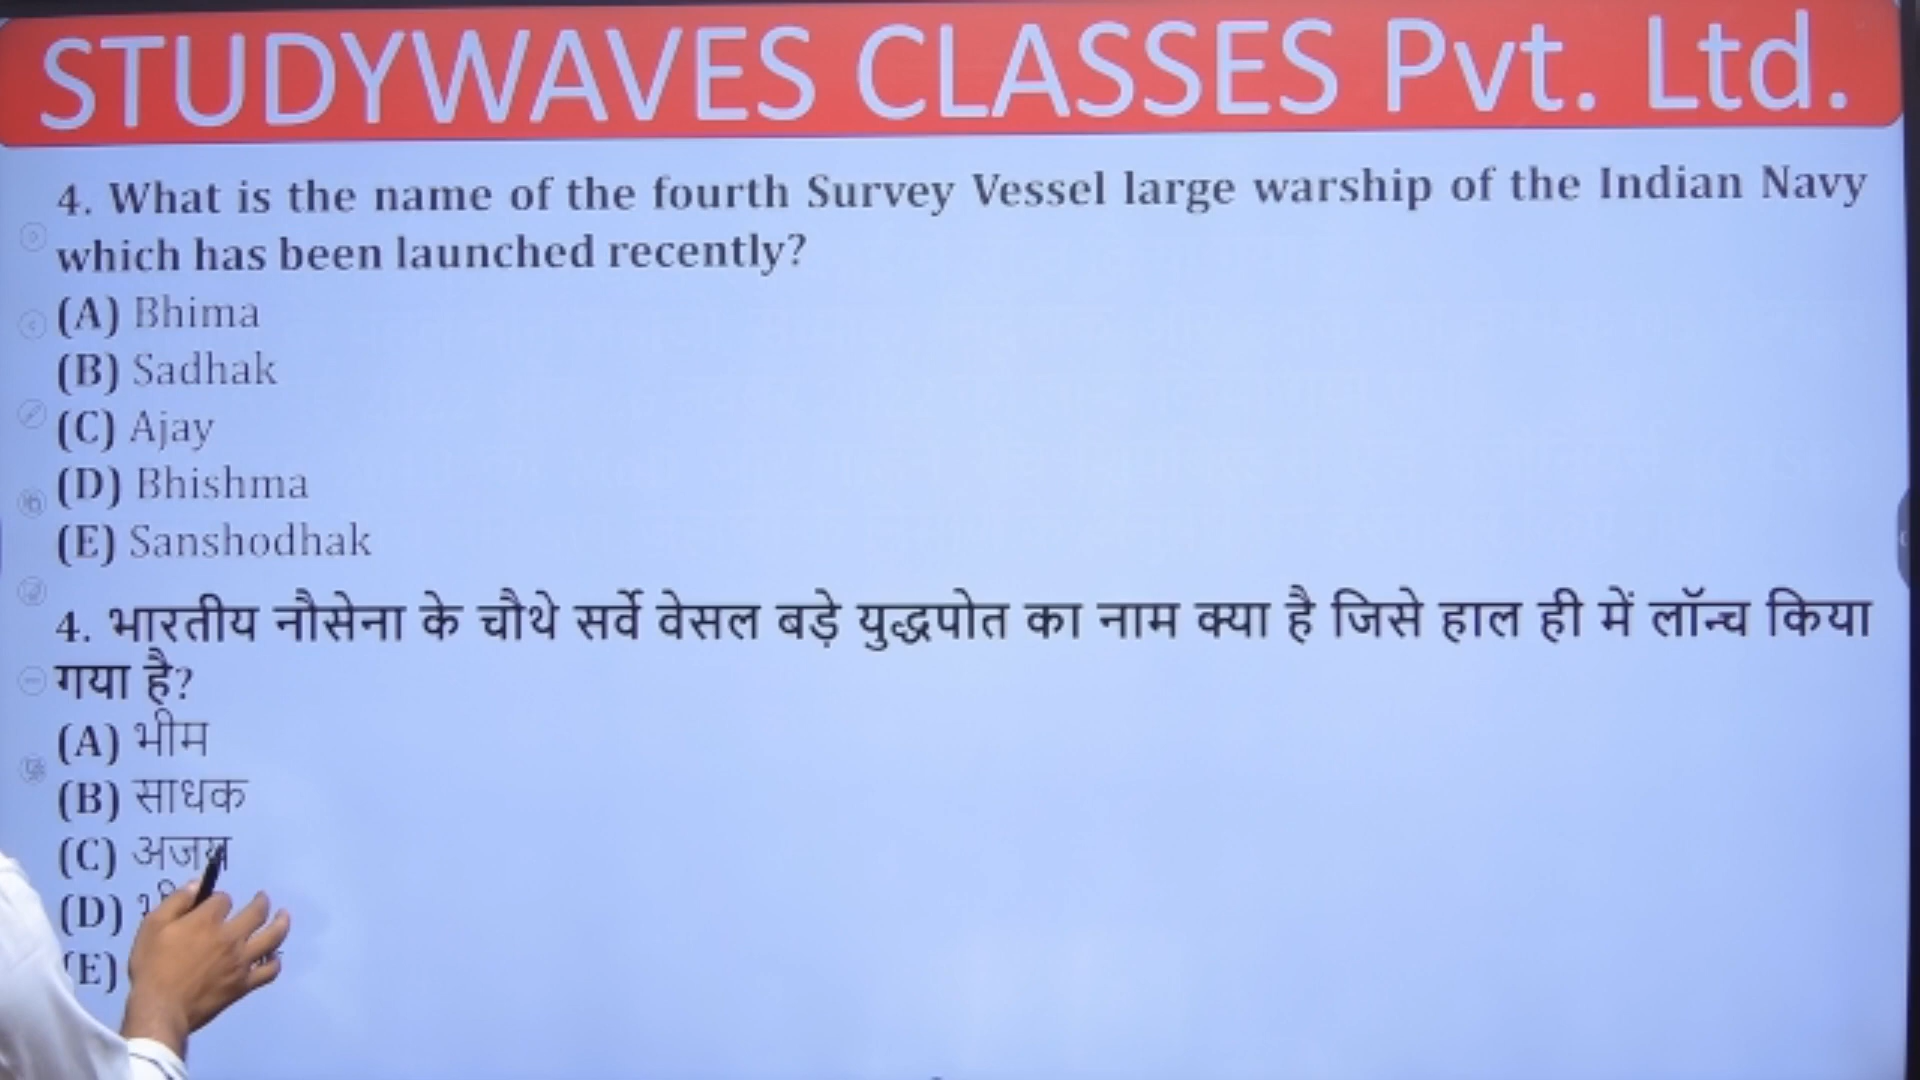 STUDYWAVES CLASSES Pvt. Ltd.
4. What is the name of the fourth Survey Vessel large warship of the Indian Navy
which has been launched recently?
(A) Bhima
(B) Sadhak
(C) Ajay
(D) Bhishma
(E) Sanshodhak
4. भारतीय नौसेना के चौथे सर्वे वेसल बड़े युद्धपोत का नाम क्या है जिसे हाल ही में लॉन्च किया
गया है?
(A) भीम
(B) साधक
(C) अजय
(D)
(E)